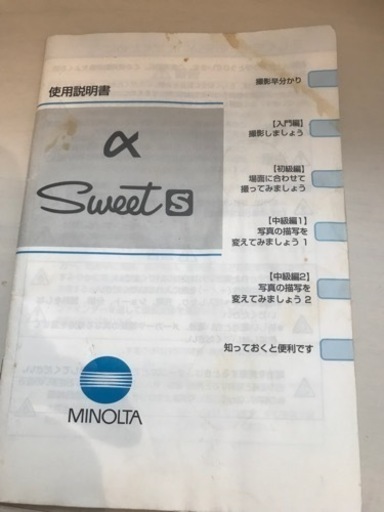 使用説明書
α
Sweet S
MINOLTA
撮影早分かり
【入門編】
撮影しましょう
【初級編】
場面に合わせて
撮ってみましょう
【中級編1】
写真の描写を
変えてみましょう 1
【中級編2】
写真の描写を
変えてみましょう 2
知っておくと便利です